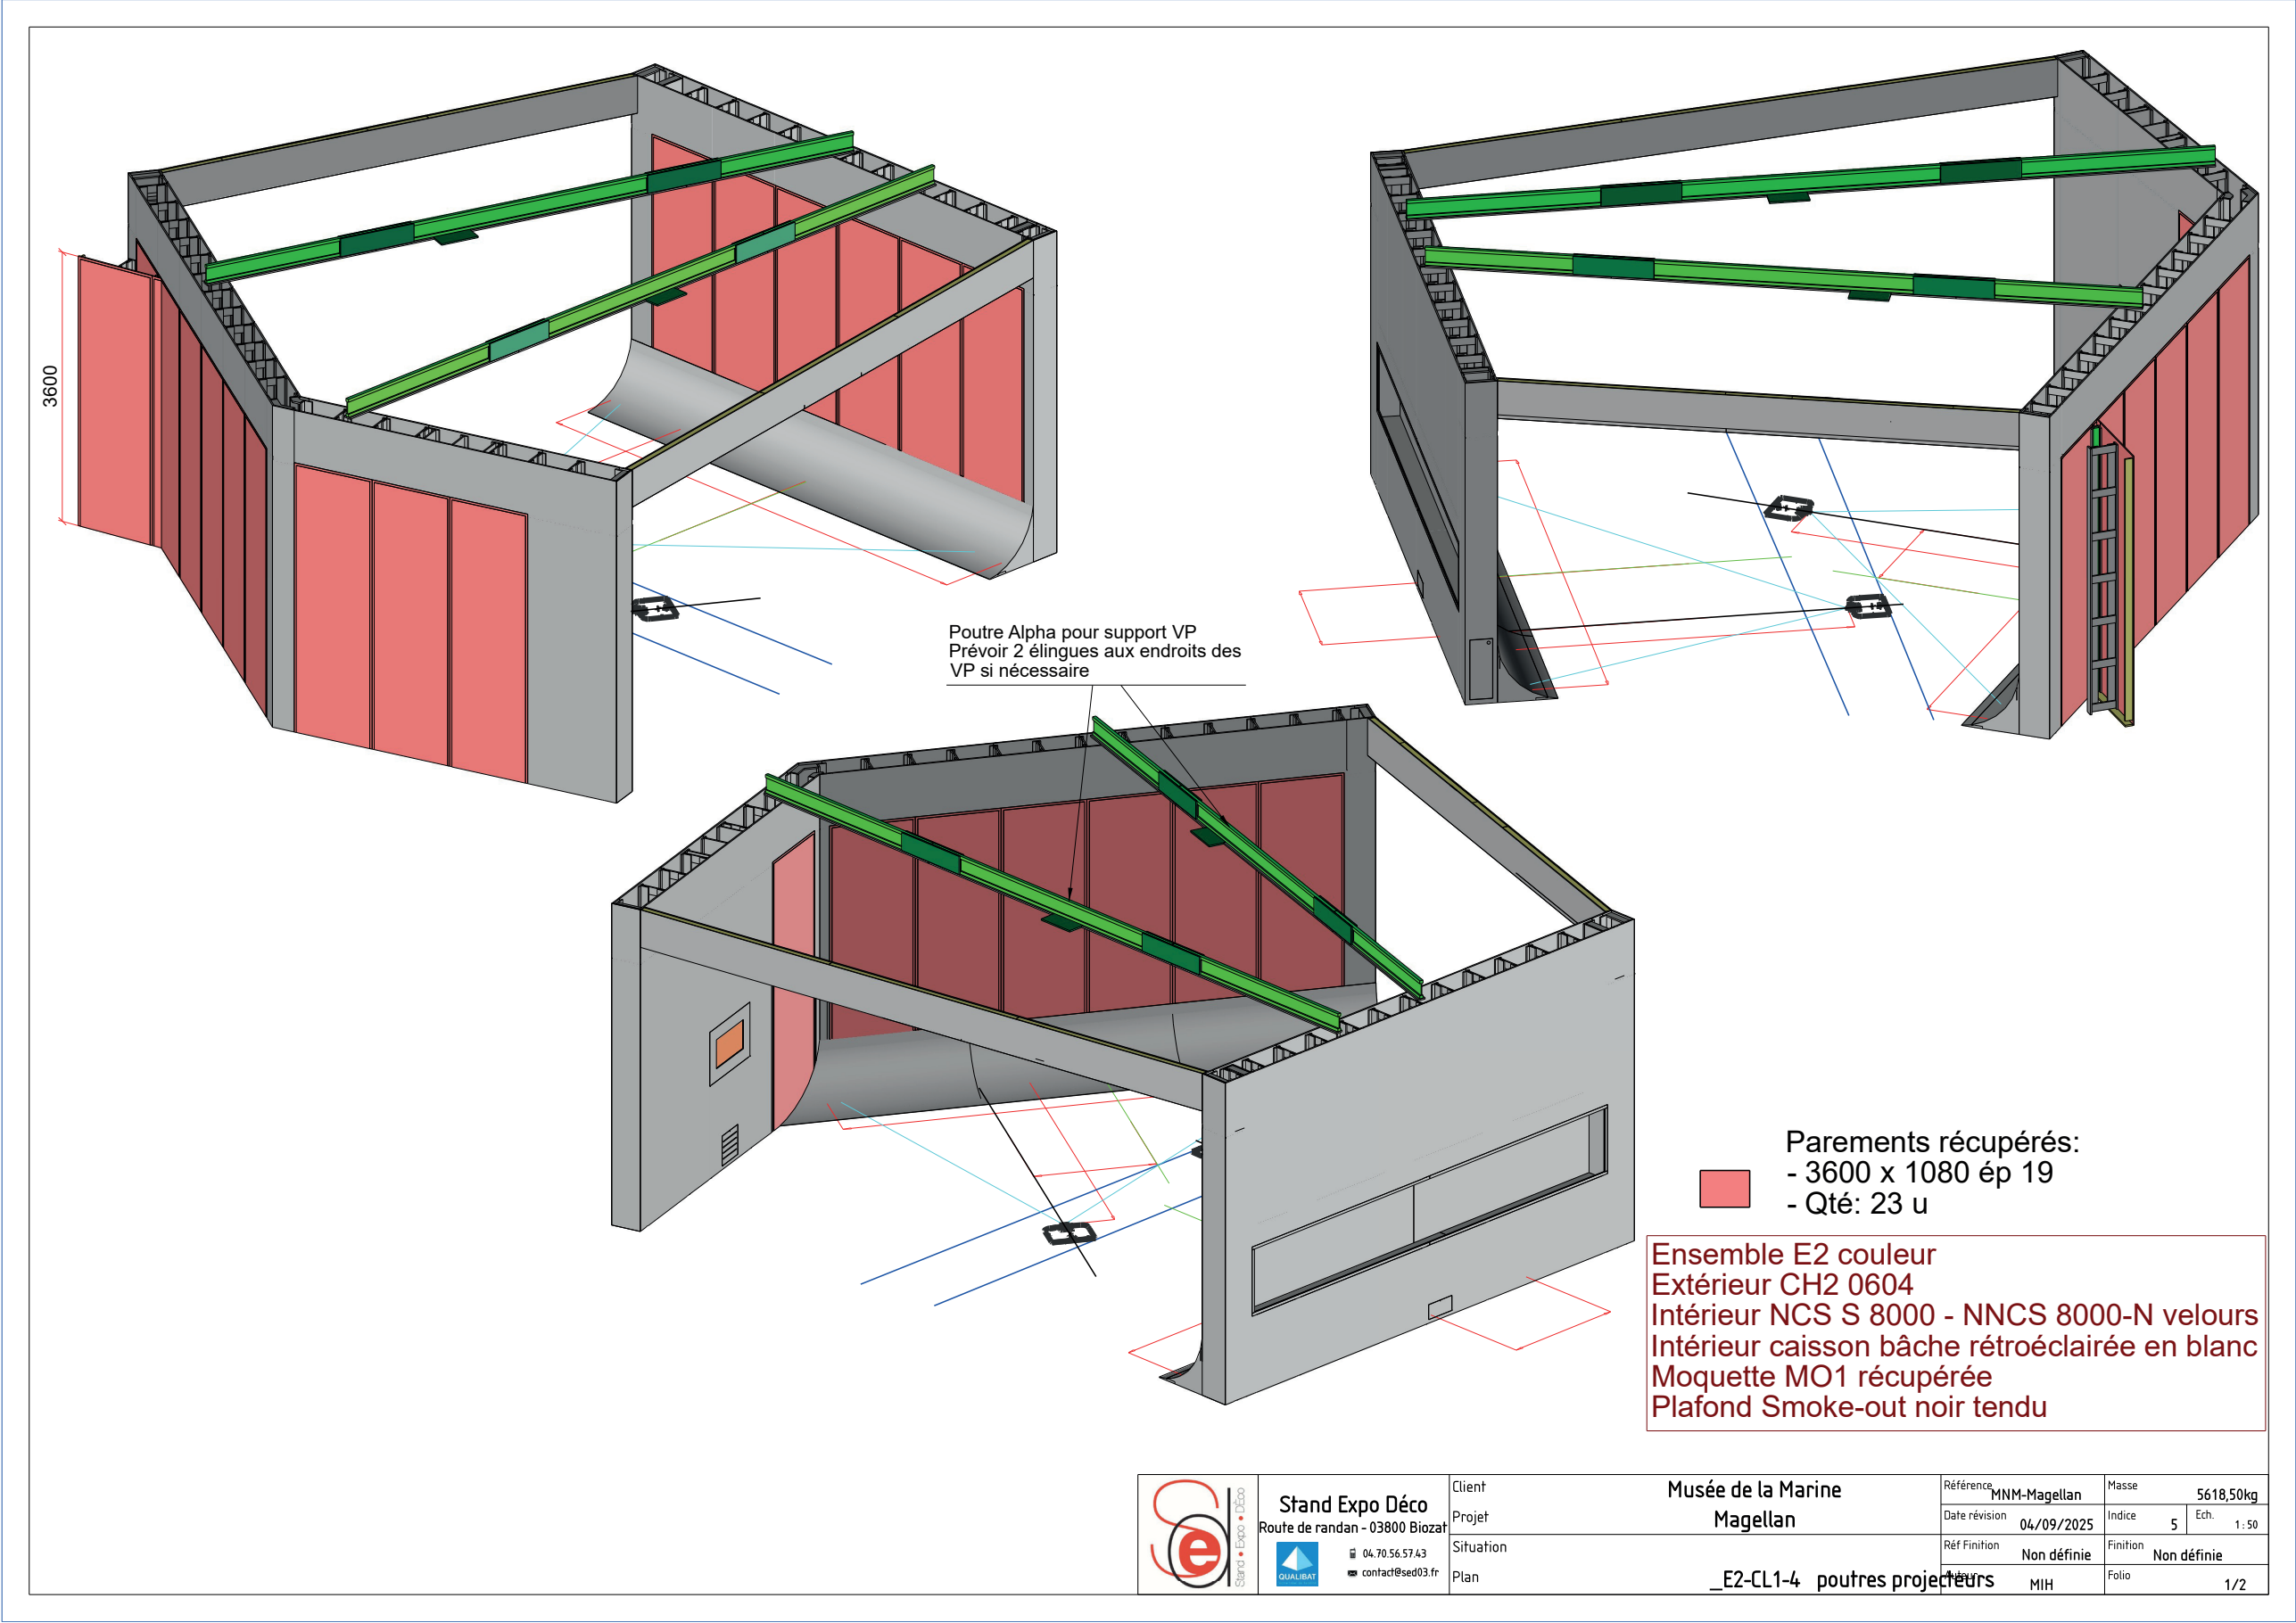 3600
Poutre Alpha pour support VP
Prévoir 2 élingues aux endroits des
VP si nécessaire
Parements récupérés:
- 3600 x 1080 ép 19
- Qté: 23 u
Ensemble E2 couleur
Extérieur CH2 0604
Intérieur NCS S 8000 - NNCS 8000-N velours
Intérieur caisson bâche rétroéclairée en blanc
Moquette MO1 récupérée
Plafond Smoke-out noir tendu
Stand • Expo • DÉco
Stand Expo Déco
Route de randan - 03800 Biozat
QUALIBAT
04.70.56.57.43
contact@sed03.fr
Client Musée de la Marine
Projet Magellan
Situation
Plan _E2-CL1-4 poutres projecteurs
Référence MNM-Magellan
Masse 5618,50kg
Date révision 04/09/2025
Indice 5
Ech. 1 : 50
Réf Finition Non définie
Finition Non définie
Auteur MIH
Folio 1/2